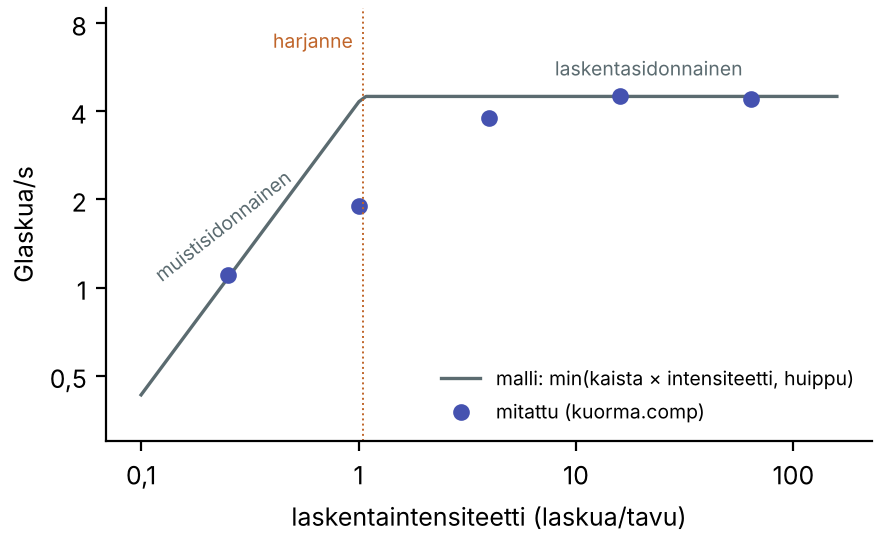 8
4
2
1
0,5
Glaskua/s
harjanne
laskentasidonnainen
muistisidonnainen
malli: min(kaista × intensiteetti, huippu)
mitattu (kuorma.comp)
0,1
1
10
100
laskentaintensiteetti (laskua/tavu)